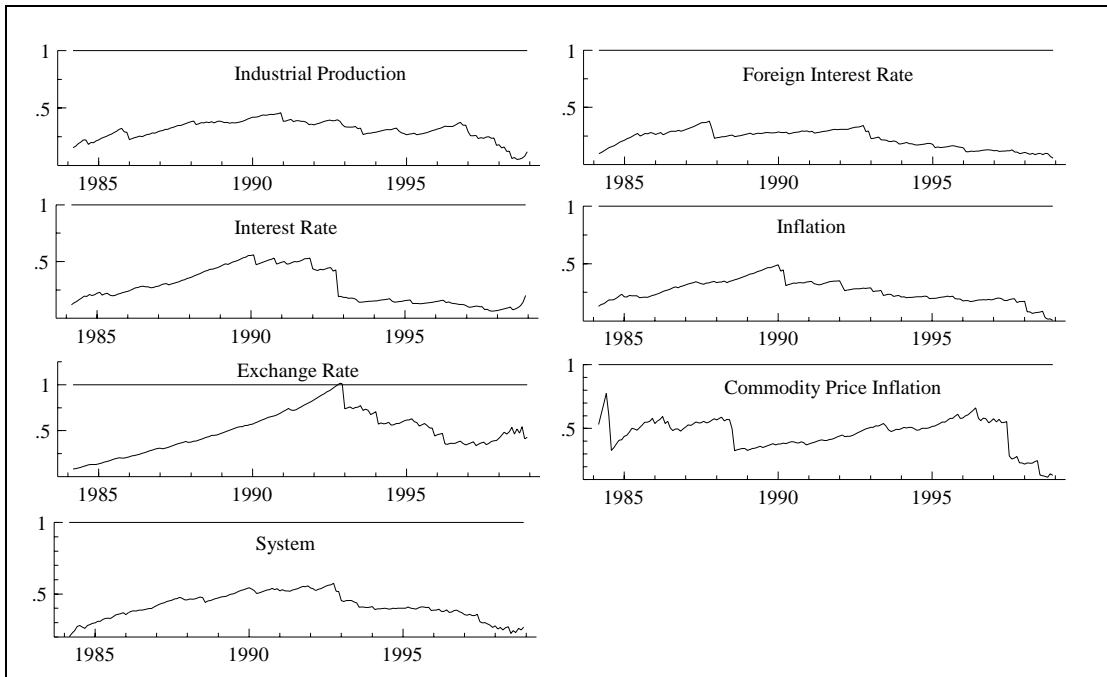 1
Industrial Production
.5
1985 1990 1995
1
Foreign Interest Rate
.5
1985 1990 1995
1
Interest Rate
.5
1985 1990 1995
1
Inflation
.5
1985 1990 1995
Exchange Rate
1
.5
1985 1990 1995
1
Commodity Price Inflation
.5
1985 1990 1995
1
System
.5
1985 1990 1995